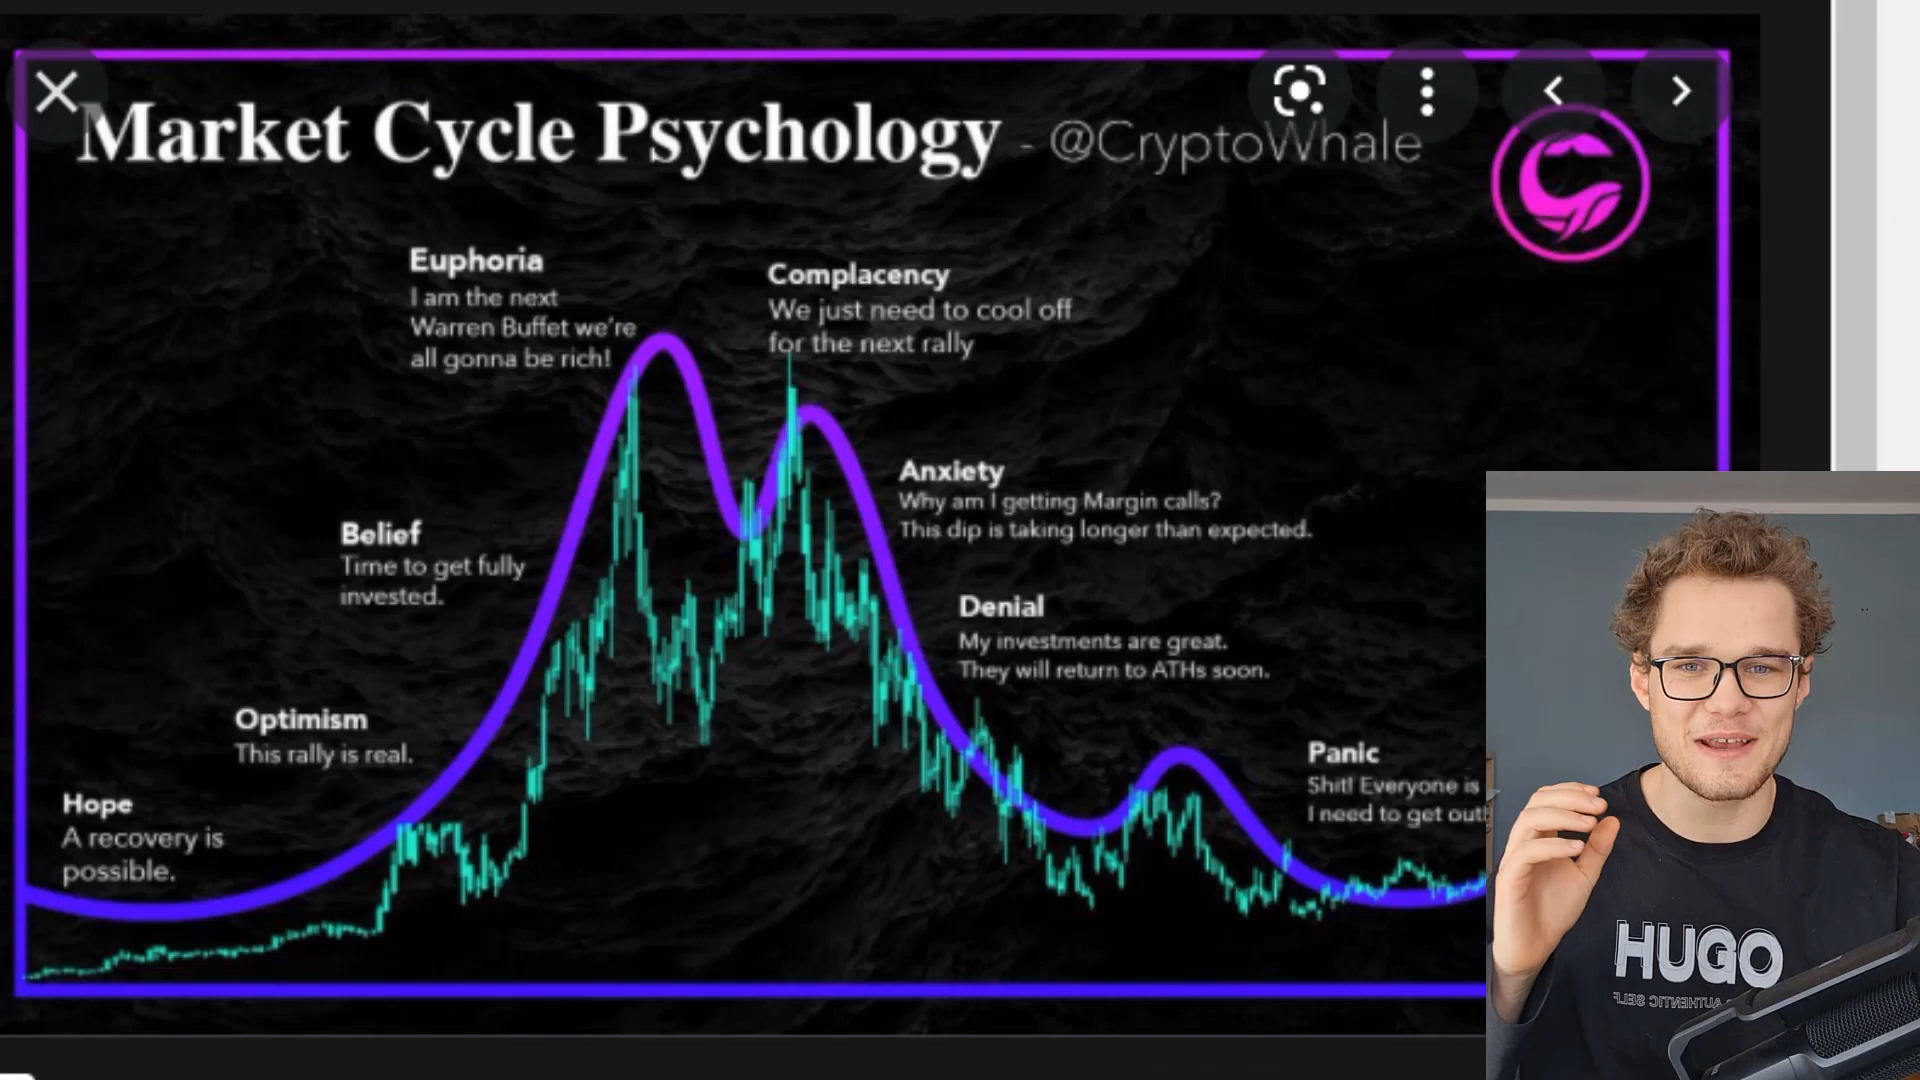 Market Cycle Psychology - @CryptoWhale
Euphoria
I am the next
Warren Buffet we're
all gonna be rich!
Complacency
We just need to cool off
for the next rally
Anxiety
Why am I getting Margin calls?
This dip is taking longer than expected.
Belief
Time to get fully
invested.
Denial
My investments are great.
They will return to ATHs soon.
Optimism
This rally is real.
Panic
Shit! Everyone is
I need to get out!
Hope
A recovery is
possible.
HUGO
AUTHENTIC SELF